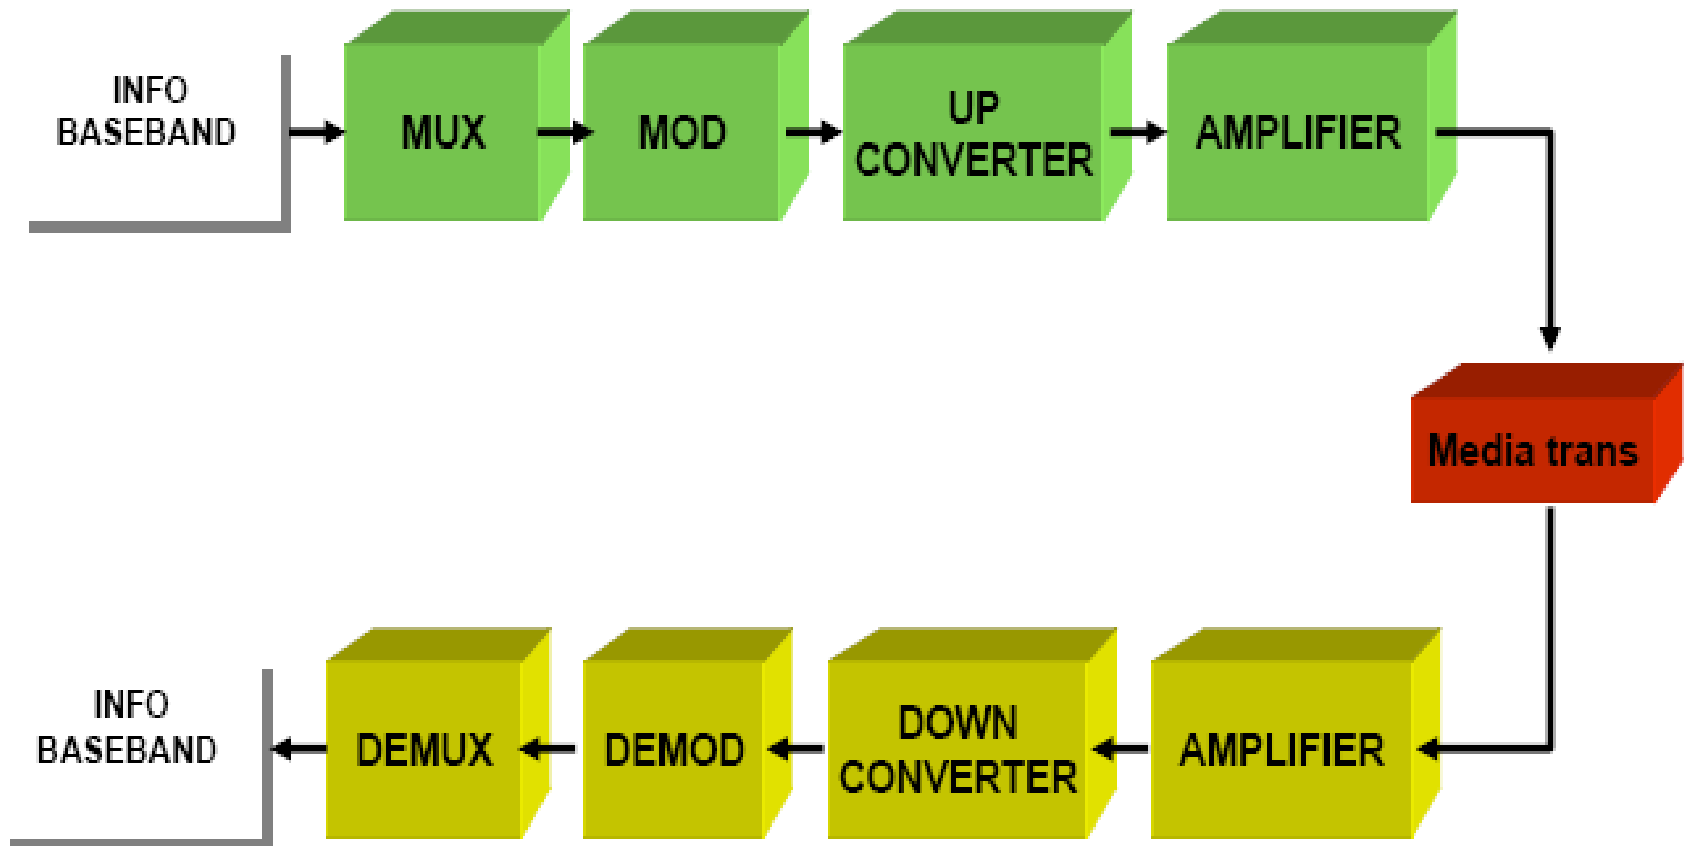 INFO
BASEBAND
MUX
MOD
UP
CONVERTER
AMPLIFIER
Media trans
INFO
BASEBAND
DEMUX
DEMOD
DOWN
CONVERTER
AMPLIFIER